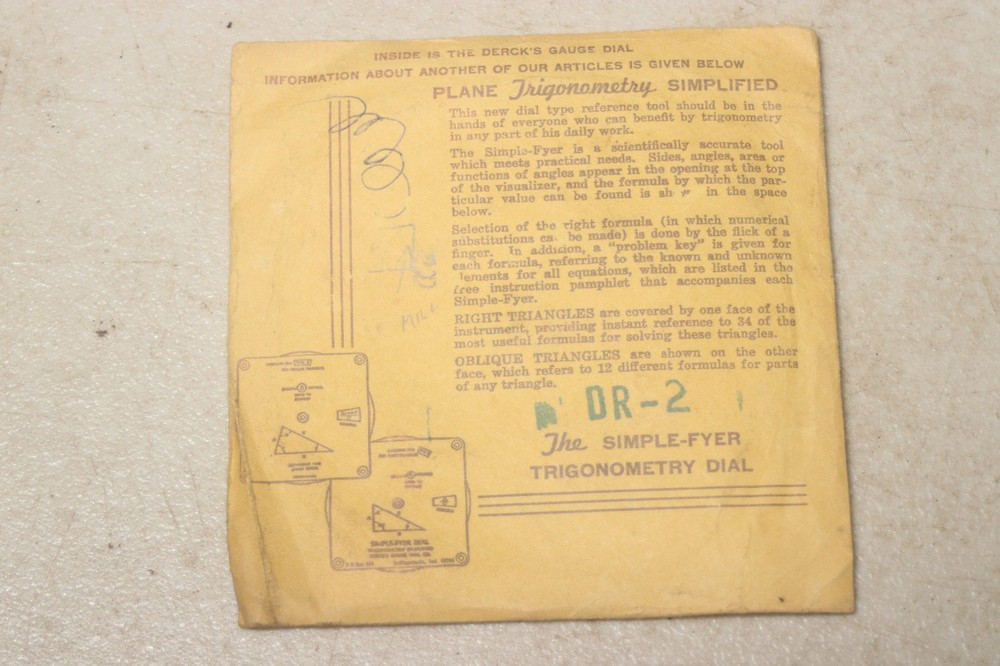 INSIDE IS THE DERCK'S GAUGE DIAL
INFORMATION ABOUT ANOTHER OF OUR ARTICLES IS GIVEN BELOW
PLANE Trigonometry SIMPLIFIED
This new dial type reference tool should be in the
hands of everyone who can benefit by trigonometry
in any part of his daily work.
The Simple-Fyer is a scientifically accurate tool
which meets practical needs. Sides, angles, area or
functions of angles appear in the opening at the top
of the visualizer, and the formula by which the par-
ticular value can be found is sh in the space
below.
Selection of the right formula (in which numerical
substitutions ca be made) is done by the flick of a
finger. In addition, a "problem key" is given for
each formula, referring to the known and unknown
lements for all equations, which are listed in the
free instruction pamphlet that accompanies each
Simple-Fyer.
RIGHT TRIANGLES are covered by one face of the
instrument, providing instant reference to 34 of the
most useful formulas for solving these triangles.
OBLIQUE TRIANGLES are shown on the other
face, which refers to 12 different formulas for parts
of any triangle.
MILL
DR-2
The SIMPLE-FYER
TRIGONOMETRY DIAL
SIMPLE-FYER DIAL